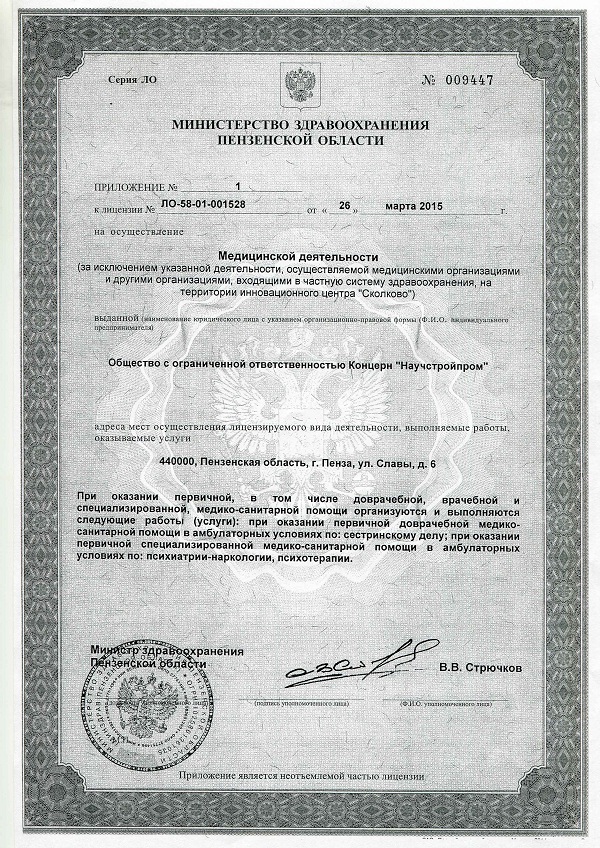 Серия ЛО
№ 009447
МИНИСТЕРСТВО ЗДРАВООХРАНЕНИЯ
ПЕНЗЕНСКОЙ ОБЛАСТИ
ПРИЛОЖЕНИЕ № 1
к лицензии № ЛО-58-01-001528 от « 26 » марта 2015 г.
на осуществление
Медицинской деятельности
(за исключением указанной деятельности, осуществляемой медицинскими организациями
и другими организациями, входящими в частную систему здравоохранения, на
территории инновационного центра "Сколково")
выданной (наименование юридического лица с указанием организационно-правовой формы (Ф.И.О. индивидуального
предпринимателя)
Общество с ограниченной ответственностью Концерн "Научстройпром"
адреса мест осуществления лицензируемого вида деятельности, выполняемые работы,
оказываемые услуги
440000, Пензенская область, г. Пенза, ул. Славы, д. 6
При оказании первичной, в том числе доврачебной, врачебной и
специализированной, медико-санитарной помощи организуются и выполняются
следующие работы (услуги): при оказании первичной доврачебной медико-
санитарной помощи в амбулаторных условиях по: сестринскому делу; при оказании
первичной специализированной медико-санитарной помощи в амбулаторных
условиях по: психиатрии-наркологии, психотерапии.
Министр здравоохранения
Пензенской области
В.В. Стрючков
(подпись уполномоченного лица)
(Ф.И.О. уполномоченного лица)
Приложение является неотъемлемой частью лицензии